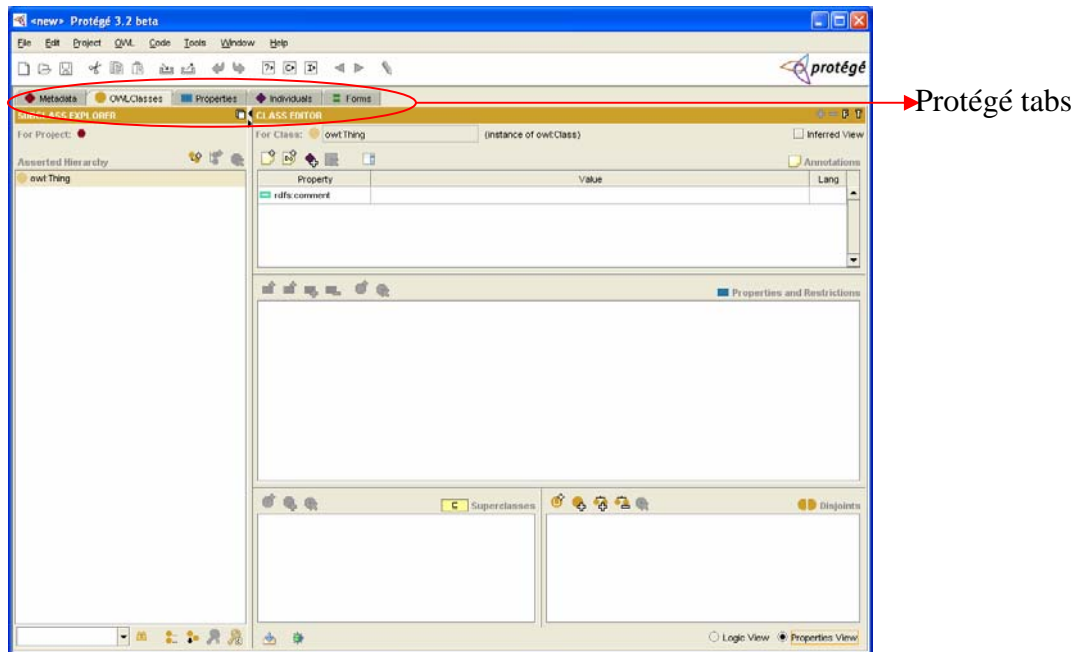 <new> Protégé 3.2 beta
File Edit Project OWL Code Tools Window Help
protégé
Metadata OWLClasses Properties Individuals Forms
Protégé tabs
SUBCLASS EXPLORER
CLASS EDITOR
For Project:
For Class: owl:Thing (instance of owl:Class) Inferred View
Asserted Hierarchy
Annotations
owl:Thing
Property Value Lang
rdfs:comment
Properties and Restrictions
C Superclasses
Disjoints
Logic View Properties View